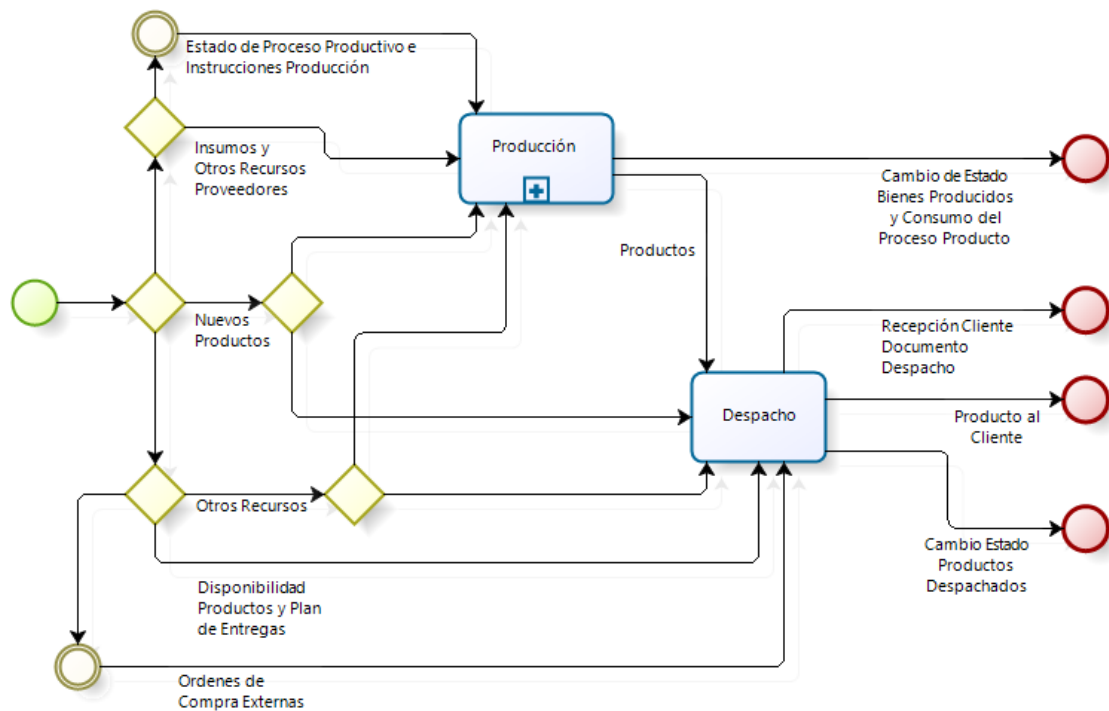 Estado de Proceso Productivo e
Instrucciones Producción
Insumos y
Otros Recursos
Proveedores
Producción
Cambio de Estado
Bienes Producidos
y Consumo del
Proceso Producto
Productos
Nuevos
Productos
Recepción Cliente
Documento
Despacho
Despacho
Producto al
Cliente
Otros Recursos
Cambio Estado
Productos
Despachados
Disponibilidad
Productos y Plan
de Entregas
Ordenes de
Compra Externas